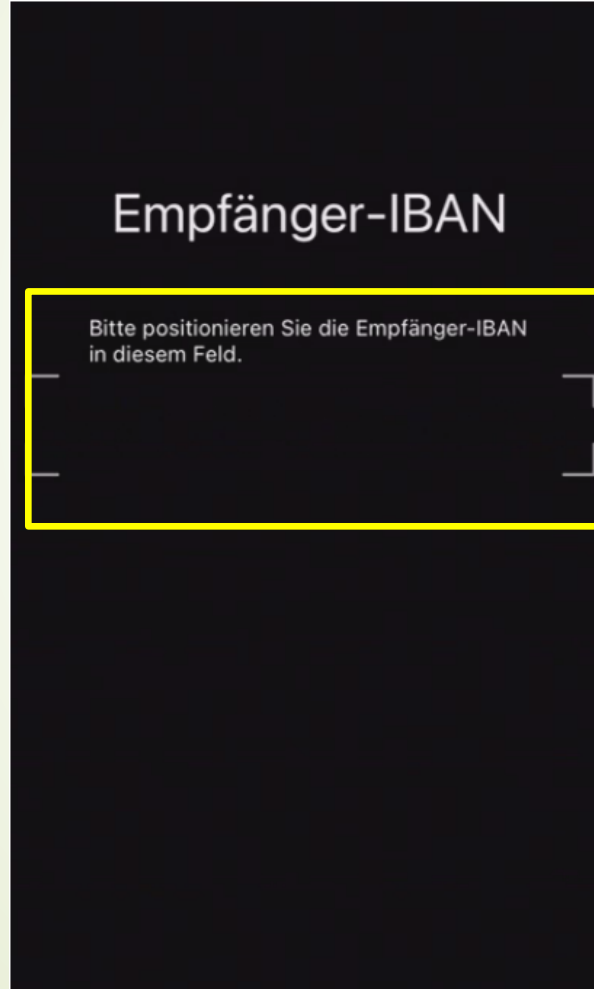 Empfänger-IBAN
Bitte positionieren Sie die Empfänger-IBAN
in diesem Feld.